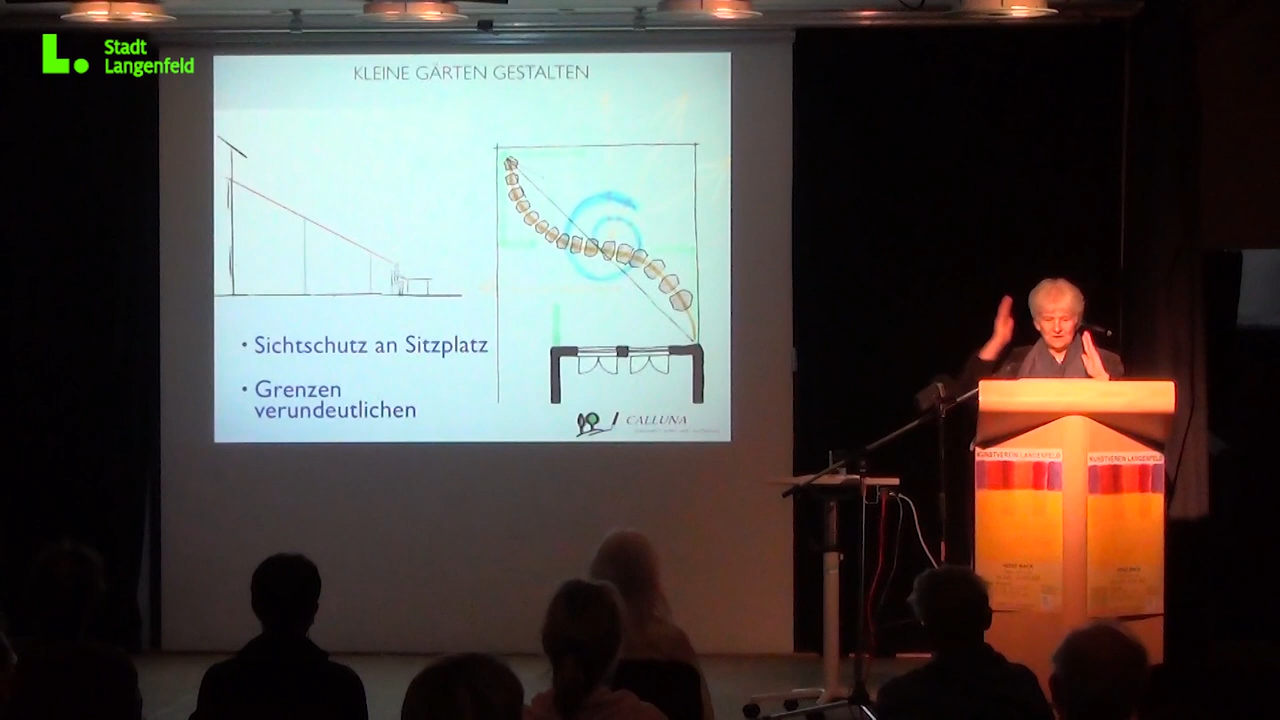 L.
Stadt
Langenfeld
KLEINE GÄRTEN GESTALTEN
• Sichtschutz an Sitzplatz
• Grenzen
verundeutlichen
CALLUNA
KUNSTVEREIN LANGENFELD
KUNSTVEREIN LANGENFELD